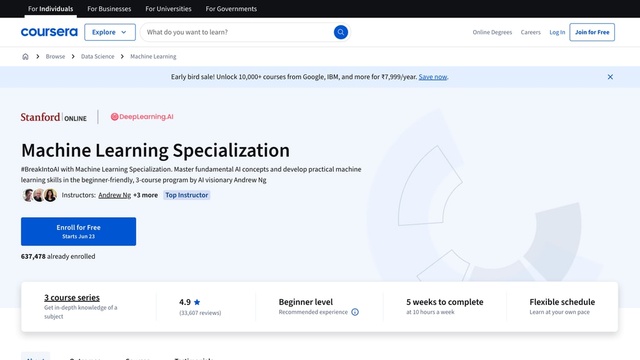 For Individuals For Businesses For Universities For Governments
coursera Explore What do you want to learn? Online Degrees Careers Log In Join for Free
Browse Data Science Machine Learning
Early bird sale! Unlock 10,000+ courses from Google, IBM, and more for ₹7,999/year. Save now.
Stanford | ONLINE DeepLearning.AI
Machine Learning Specialization
#BreakIntoAI with Machine Learning Specialization. Master fundamental AI concepts and develop practical machine
learning skills in the beginner-friendly, 3-course program by AI visionary Andrew Ng
Instructors: Andrew Ng +3 more Top Instructor
Enroll for Free
Starts Jun 23
637,478 already enrolled
3 course series 4.9 Beginner level 5 weeks to complete Flexible schedule
Get in-depth knowledge of a
subject
(33,607 reviews) Recommended experience at 10 hours a week Learn at your own pace